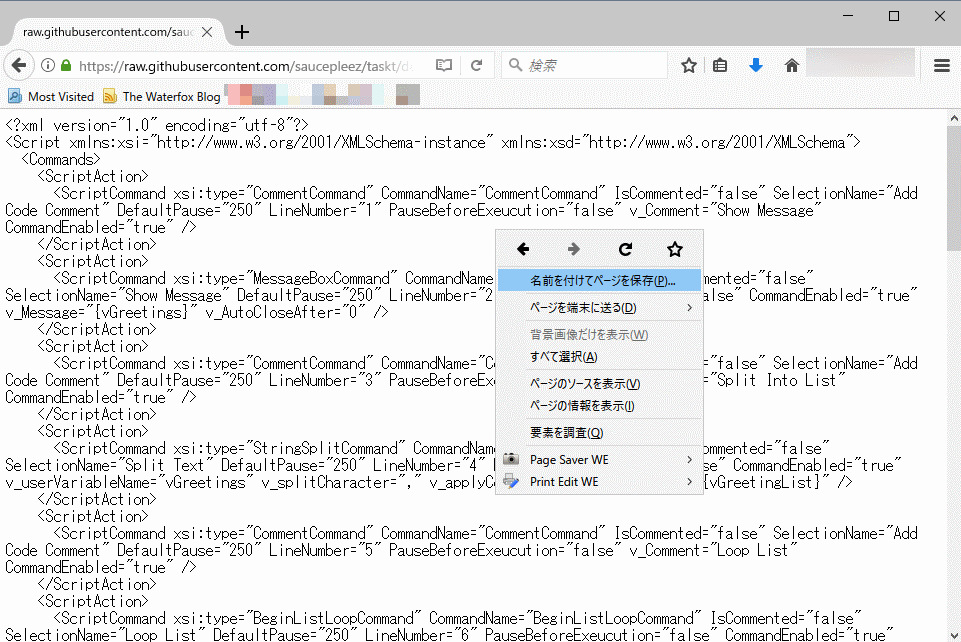 raw.githubusercontent.com/sauc
https://raw.githubusercontent.com/saucepleez/taskt/d
検索
Most Visited
The Waterfox Blog
<?xml version="1.0" encoding="utf-8"?>
<Script xmlns:xsi="http://www.w3.org/2001/XMLSchema-instance" xmlns:xsd="http://www.w3.org/2001/XMLSchema">
<Commands>
<ScriptAction>
<ScriptCommand xsi:type="CommentCommand" CommandName="CommentCommand" IsCommented="false" SelectionName="Add
Code Comment" DefaultPause="250" LineNumber="1" PauseBeforeExeucution="false" v_Comment="Show Message"
CommandEnabled="true" />
</ScriptAction>
<ScriptAction>
<ScriptCommand xsi:type="MessageBoxCommand" CommandName mmented="false"
SelectionName="Show Message" DefaultPause="250" LineNumber="2 alse" CommandEnabled="true"
v_Message="{vGreetings}" v_AutoCloseAfter="0" />
</ScriptAction>
<ScriptAction>
<ScriptCommand xsi:type="CommentCommand" CommandName="C ted="false" SelectionName="Add
Code Comment" DefaultPause="250" LineNumber="3" PauseBeforeExe ="Split Into List"
CommandEnabled="true" />
</ScriptAction>
<ScriptAction>
<ScriptCommand xsi:type="StringSplitCommand" CommandNam ommented="false"
SelectionName="Split Text" DefaultPause="250" LineNumber="4" se" CommandEnabled="true"
v_userVariableName="vGreetings" v_splitCharacter="," v_applyCo {vGreetingList}" />
</ScriptAction>
<ScriptAction>
<ScriptCommand xsi:type="CommentCommand" CommandName="CommentCommand" IsCommented="false" SelectionName="Add
Code Comment" DefaultPause="250" LineNumber="5" PauseBeforeExeucution="false" v_Comment="Loop List"
CommandEnabled="true" />
</ScriptAction>
<ScriptAction>
<ScriptCommand xsi:type="BeginListLoopCommand" CommandName="BeginListLoopCommand" IsCommented="false"
SelectionName="Loop List" DefaultPause="250" LineNumber="6" PauseBeforeExeucution="false" CommandEnabled="true"
名前を付けてページを保存(P)...
ページを端末に送る(D)
背景画像だけを表示(W)
すべて選択(A)
ページのソースを表示(V)
ページの情報を表示(I)
要素を調査(Q)
Page Saver WE
Print Edit WE